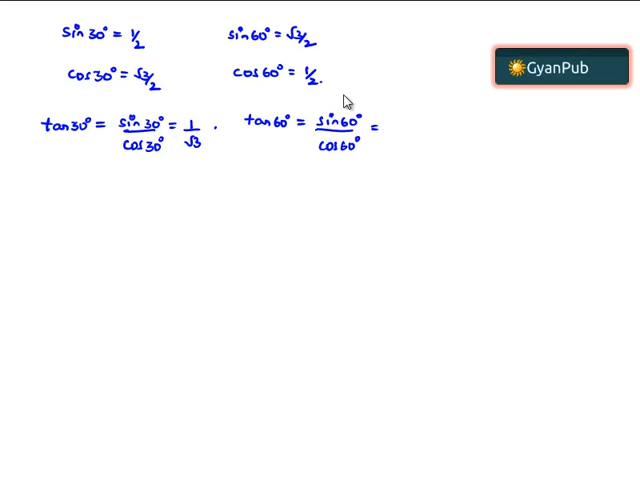 sin 30° = 1/2 sin 60° = √3/2
cos 30° = √3/2 cos 60° = 1/2.
tan 30° = sin 30°/cos 30° = 1/√3 . tan 60° = sin 60°/cos 60° =
GyanPub